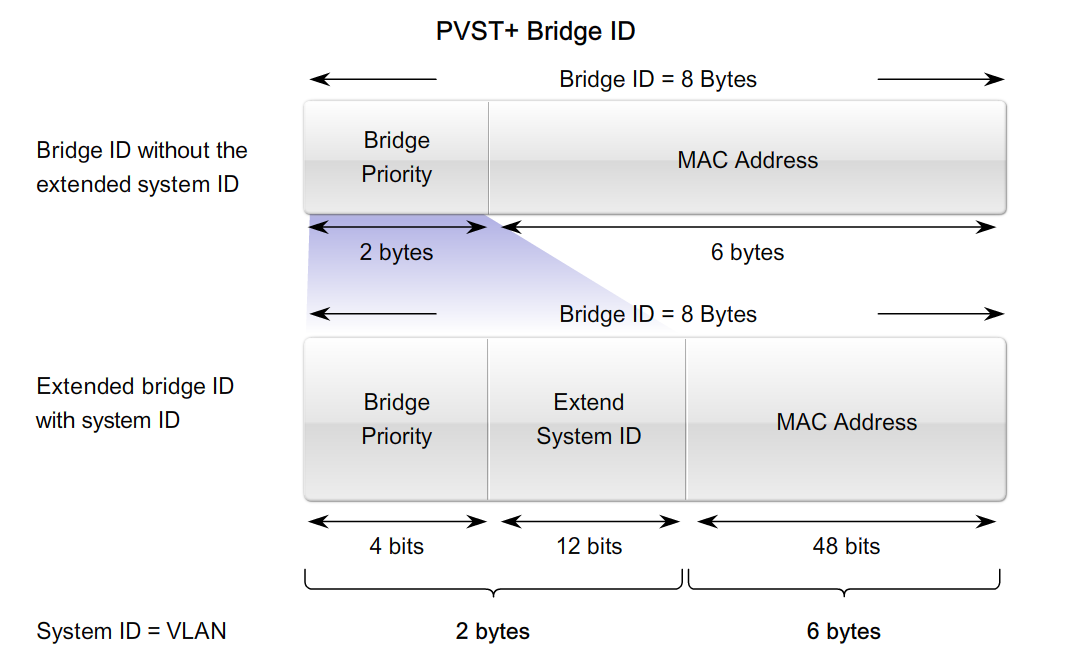 PVST+ Bridge ID
Bridge ID = 8 Bytes
Bridge ID without the
extended system ID
Bridge
Priority
MAC Address
2 bytes
6 bytes
Bridge ID = 8 Bytes
Extended bridge ID
with system ID
Bridge
Priority
Extend
System ID
MAC Address
4 bits
12 bits
48 bits
System ID = VLAN
2 bytes
6 bytes